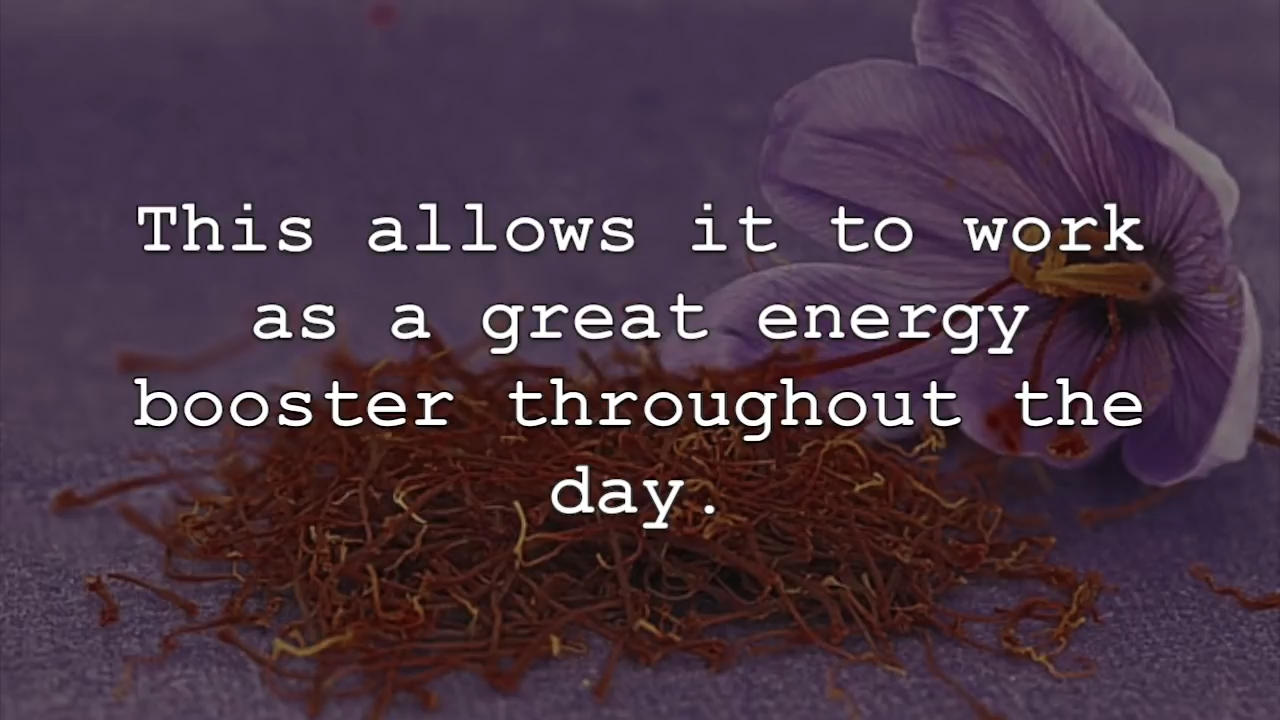 This allows it to work
as a great energy
booster throughout the
day.